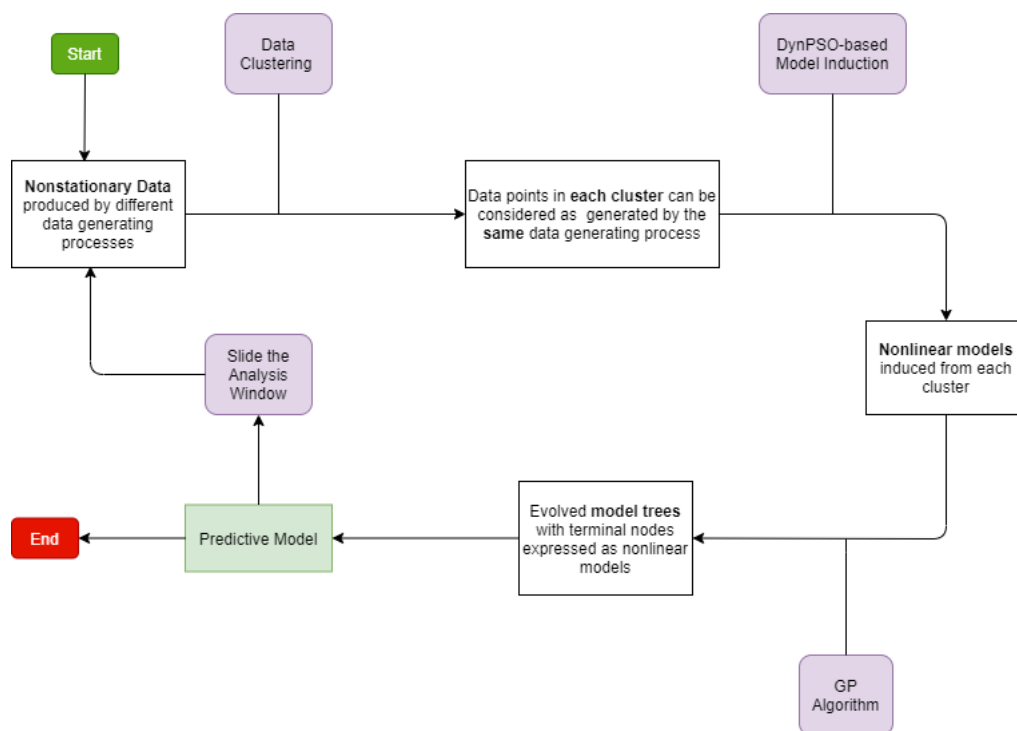 Start
Data
Clustering
DynPSO-based
Model Induction
Nonstationary Data
produced by different
data generating
processes
Data points in each cluster can be
considered as generated by the
same data generating process
Nonlinear models
induced from each
cluster
Slide the
Analysis
Window
Evolved model trees
with terminal nodes
expressed as nonlinear
models
Predictive Model
End
GP
Algorithm